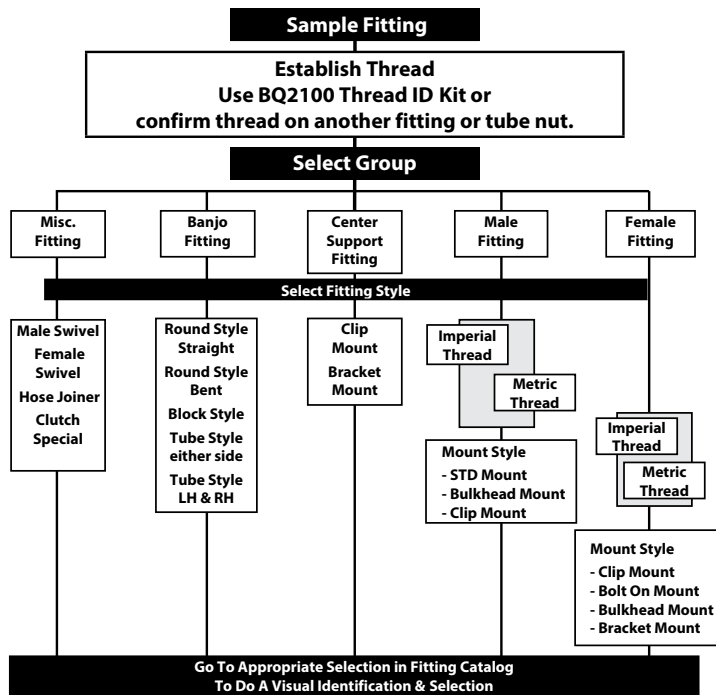 Sample Fitting
Establish Thread
Use BQ2100 Thread ID Kit or
confirm thread on another fitting or tube nut.
Select Group
Misc.
Fitting
Banjo
Fitting
Center
Support
Fitting
Male
Fitting
Female
Fitting
Select Fitting Style
Male Swivel
Female
Swivel
Hose Joiner
Clutch
Special
Round Style
Straight
Round Style
Bent
Block Style
Tube Style
either side
Tube Style
LH & RH
Clip
Mount
Bracket
Mount
Imperial
Thread
Metric
Thread
Mount Style
- STD Mount
- Bulkhead Mount
- Clip Mount
Imperial
Thread
Metric
Thread
Mount Style
- Clip Mount
- Bolt On Mount
- Bulkhead Mount
- Bracket Mount
Go To Appropriate Selection in Fitting Catalog
To Do A Visual Identification & Selection